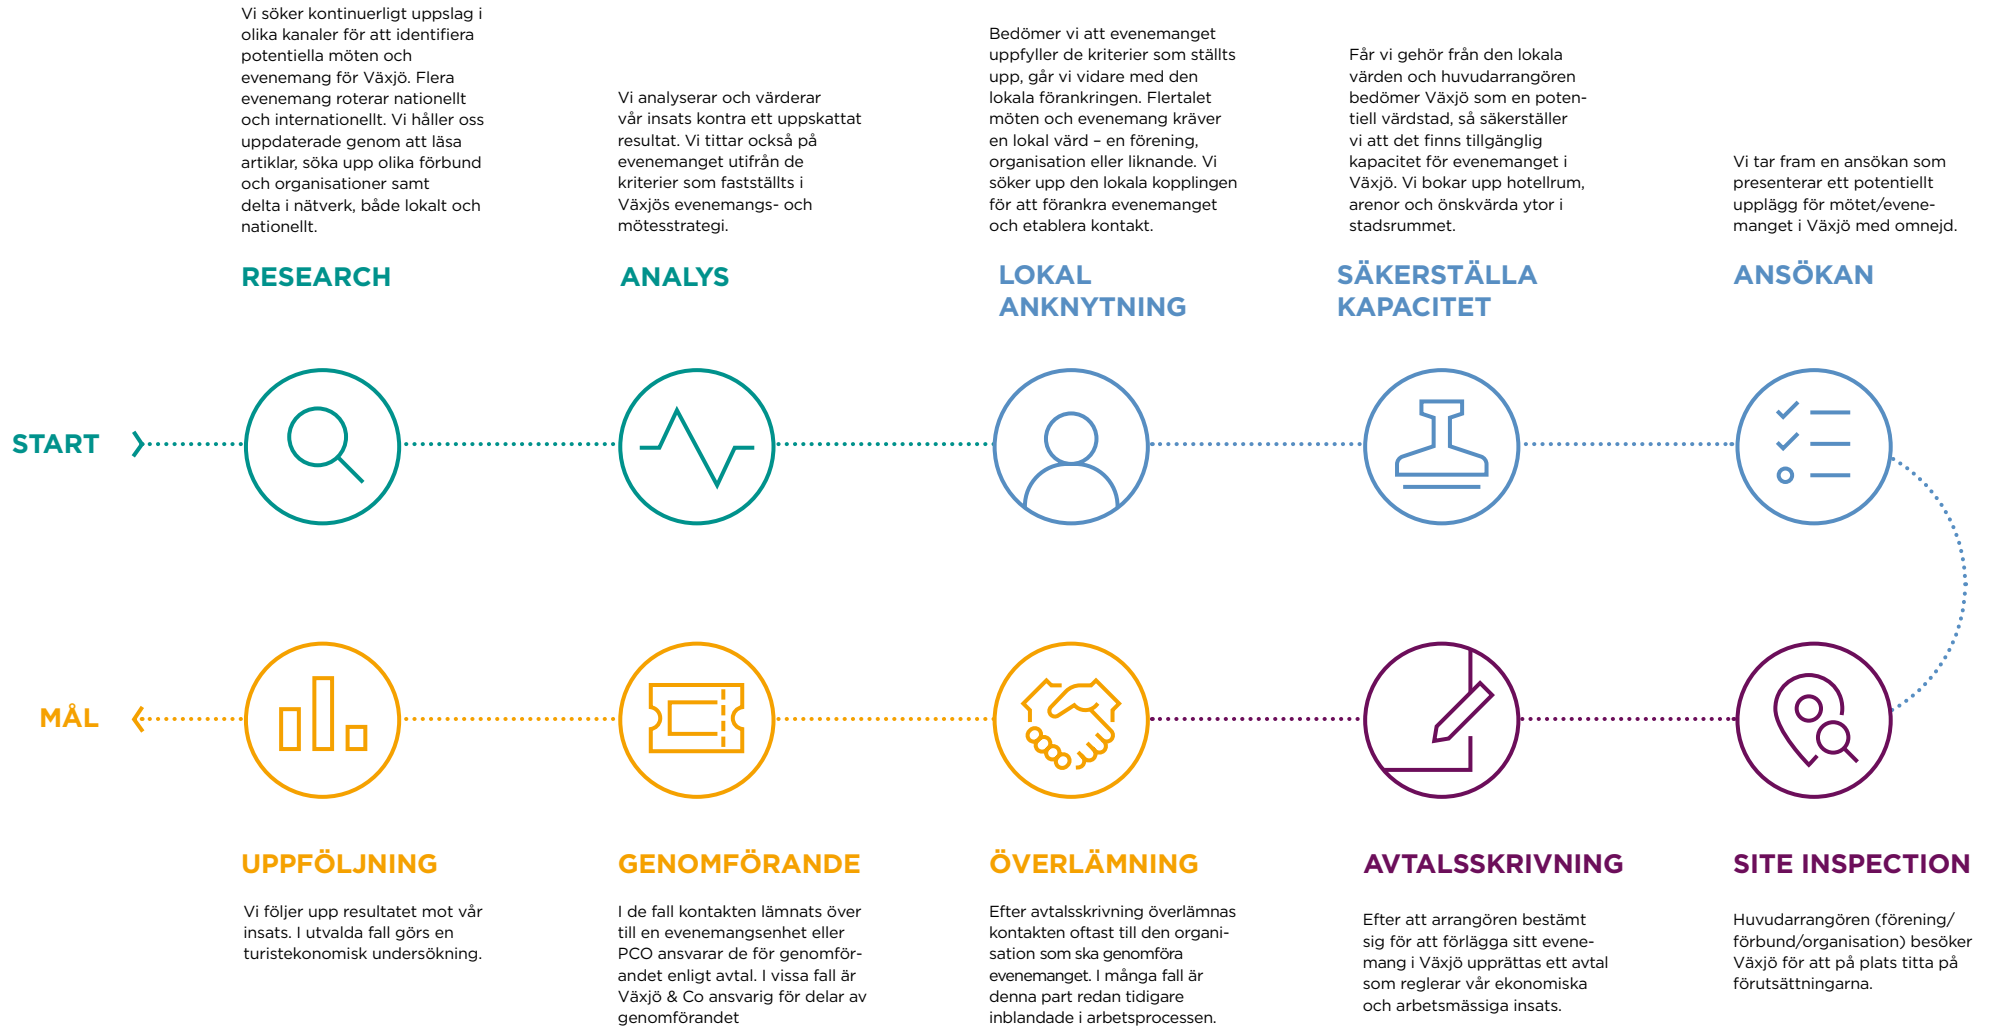 Vi söker kontinuerligt uppslag i
olika kanaler för att identifiera
potentiella möten och
evenemang för Växjö. Flera
evenemang roterar nationellt
och internationellt. Vi håller oss
uppdaterade genom att läsa
artiklar, söka upp olika förbund
och organisationer samt
delta i nätverk, både lokalt och
nationellt.
RESEARCH
Vi analyserar och värderar
vår insats kontra ett uppskattat
resultat. Vi tittar också på
evenemanget utifrån de
kriterier som fastställts i
Växjös evenemangs- och
mötesstrategi.
ANALYS
Bedömer vi att evenemanget
uppfyller de kriterier som ställts
upp, går vi vidare med den
lokala förankringen. Flertalet
möten och evenemang kräver
en lokal värd – en förening,
organisation eller liknande. Vi
söker upp den lokala kopplingen
för att förankra evenemanget
och etablera kontakt.
LOKAL
ANKNYTNING
Får vi gehör från den lokala
värden och huvudarrangören
bedömer Växjö som en poten-
tiell värdstad, så säkerställer
vi att det finns tillgänglig
kapacitet för evenemanget i
Växjö. Vi bokar upp hotellrum,
arenor och önskvärda ytor i
stadsrummet.
SÄKERSTÄLLA
KAPACITET
Vi tar fram en ansökan som
presenterar ett potentiellt
upplägg för mötet/evene-
manget i Växjö med omnejd.
ANSÖKAN
START
MÅL
UPPFÖLJNING
Vi följer upp resultatet mot vår
insats. I utvalda fall görs en
turistekonomisk undersökning.
GENOMFÖRANDE
I de fall kontakten lämnats över
till en evenemangsenhet eller
PCO ansvarar de för genomför-
andet enligt avtal. I vissa fall är
Växjö & Co ansvarig för delar av
genomförandet
ÖVERLÄMNING
Efter avtalsskrivning överlämnas
kontakten oftast till den organi-
sation som ska genomföra
evenemanget. I många fall är
denna part redan tidigare
inblandade i arbetsprocessen.
AVTALSSKRIVNING
Efter att arrangören bestämt
sig för att förlägga sitt evene-
mang i Växjö upprättas ett avtal
som reglerar vår ekonomiska
och arbetsmässiga insats.
SITE INSPECTION
Huvudarrangören (förening/
förbund/organisation) besöker
Växjö för att på plats titta på
förutsättningarna.